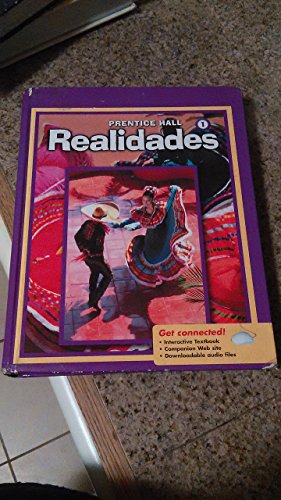 PRENTICE HALL
Realidades 1
Get connected!
• Interactive Textbook
• Companion Web site
• Downloadable audio files